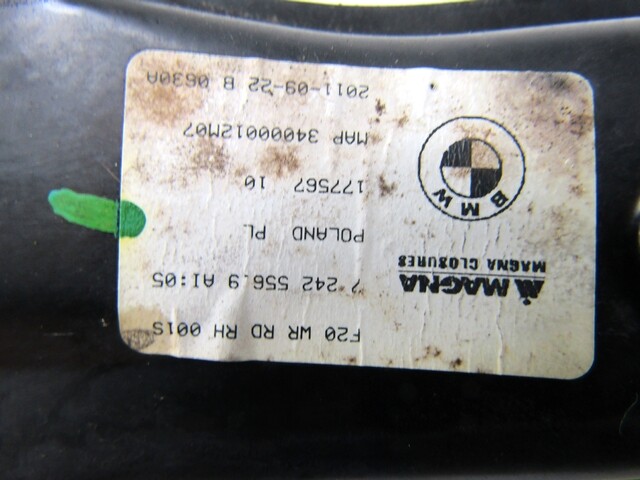 F20 WR RD RH 001S
7 242 556.9 AI:05
POLAND PL
177567 10
MAP 34000012M07
2011-09-22 B 0630A
MAGNA
MAGNA CLOSURES
BMW